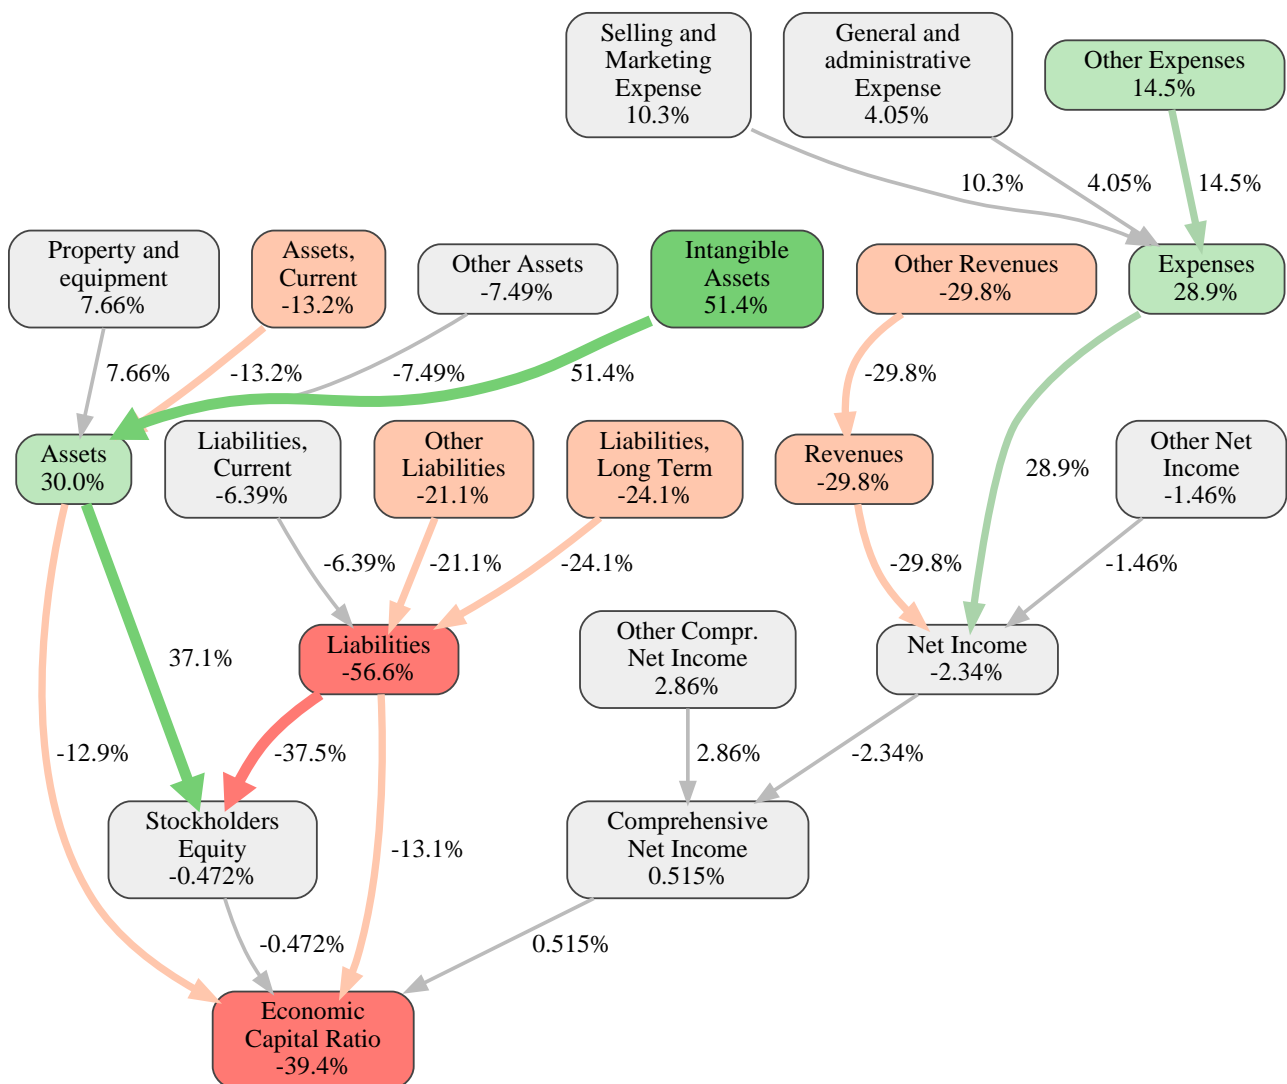 Selling and
Marketing
Expense
10.3%
General and
administrative
Expense
4.05%
Other Expenses
14.5%
10.3%
4.05%
14.5%
Property and
equipment
7.66%
Assets,
Current
-13.2%
Other Assets
-7.49%
Intangible
Assets
51.4%
Other Revenues
-29.8%
Expenses
28.9%
7.66%
-13.2%
-7.49%
51.4%
-29.8%
28.9%
Assets
30.0%
Liabilities,
Current
-6.39%
Other
Liabilities
-21.1%
Liabilities,
Long Term
-24.1%
Revenues
-29.8%
Other Net
Income
-1.46%
-6.39%
-21.1%
-24.1%
-29.8%
-1.46%
37.1%
Liabilities
-56.6%
Other Compr.
Net Income
2.86%
Net Income
-2.34%
-12.9%
-37.5%
2.86%
-2.34%
Stockholders
Equity
-0.472%
-13.1%
Comprehensive
Net Income
0.515%
-0.472%
0.515%
Economic
Capital Ratio
-39.4%